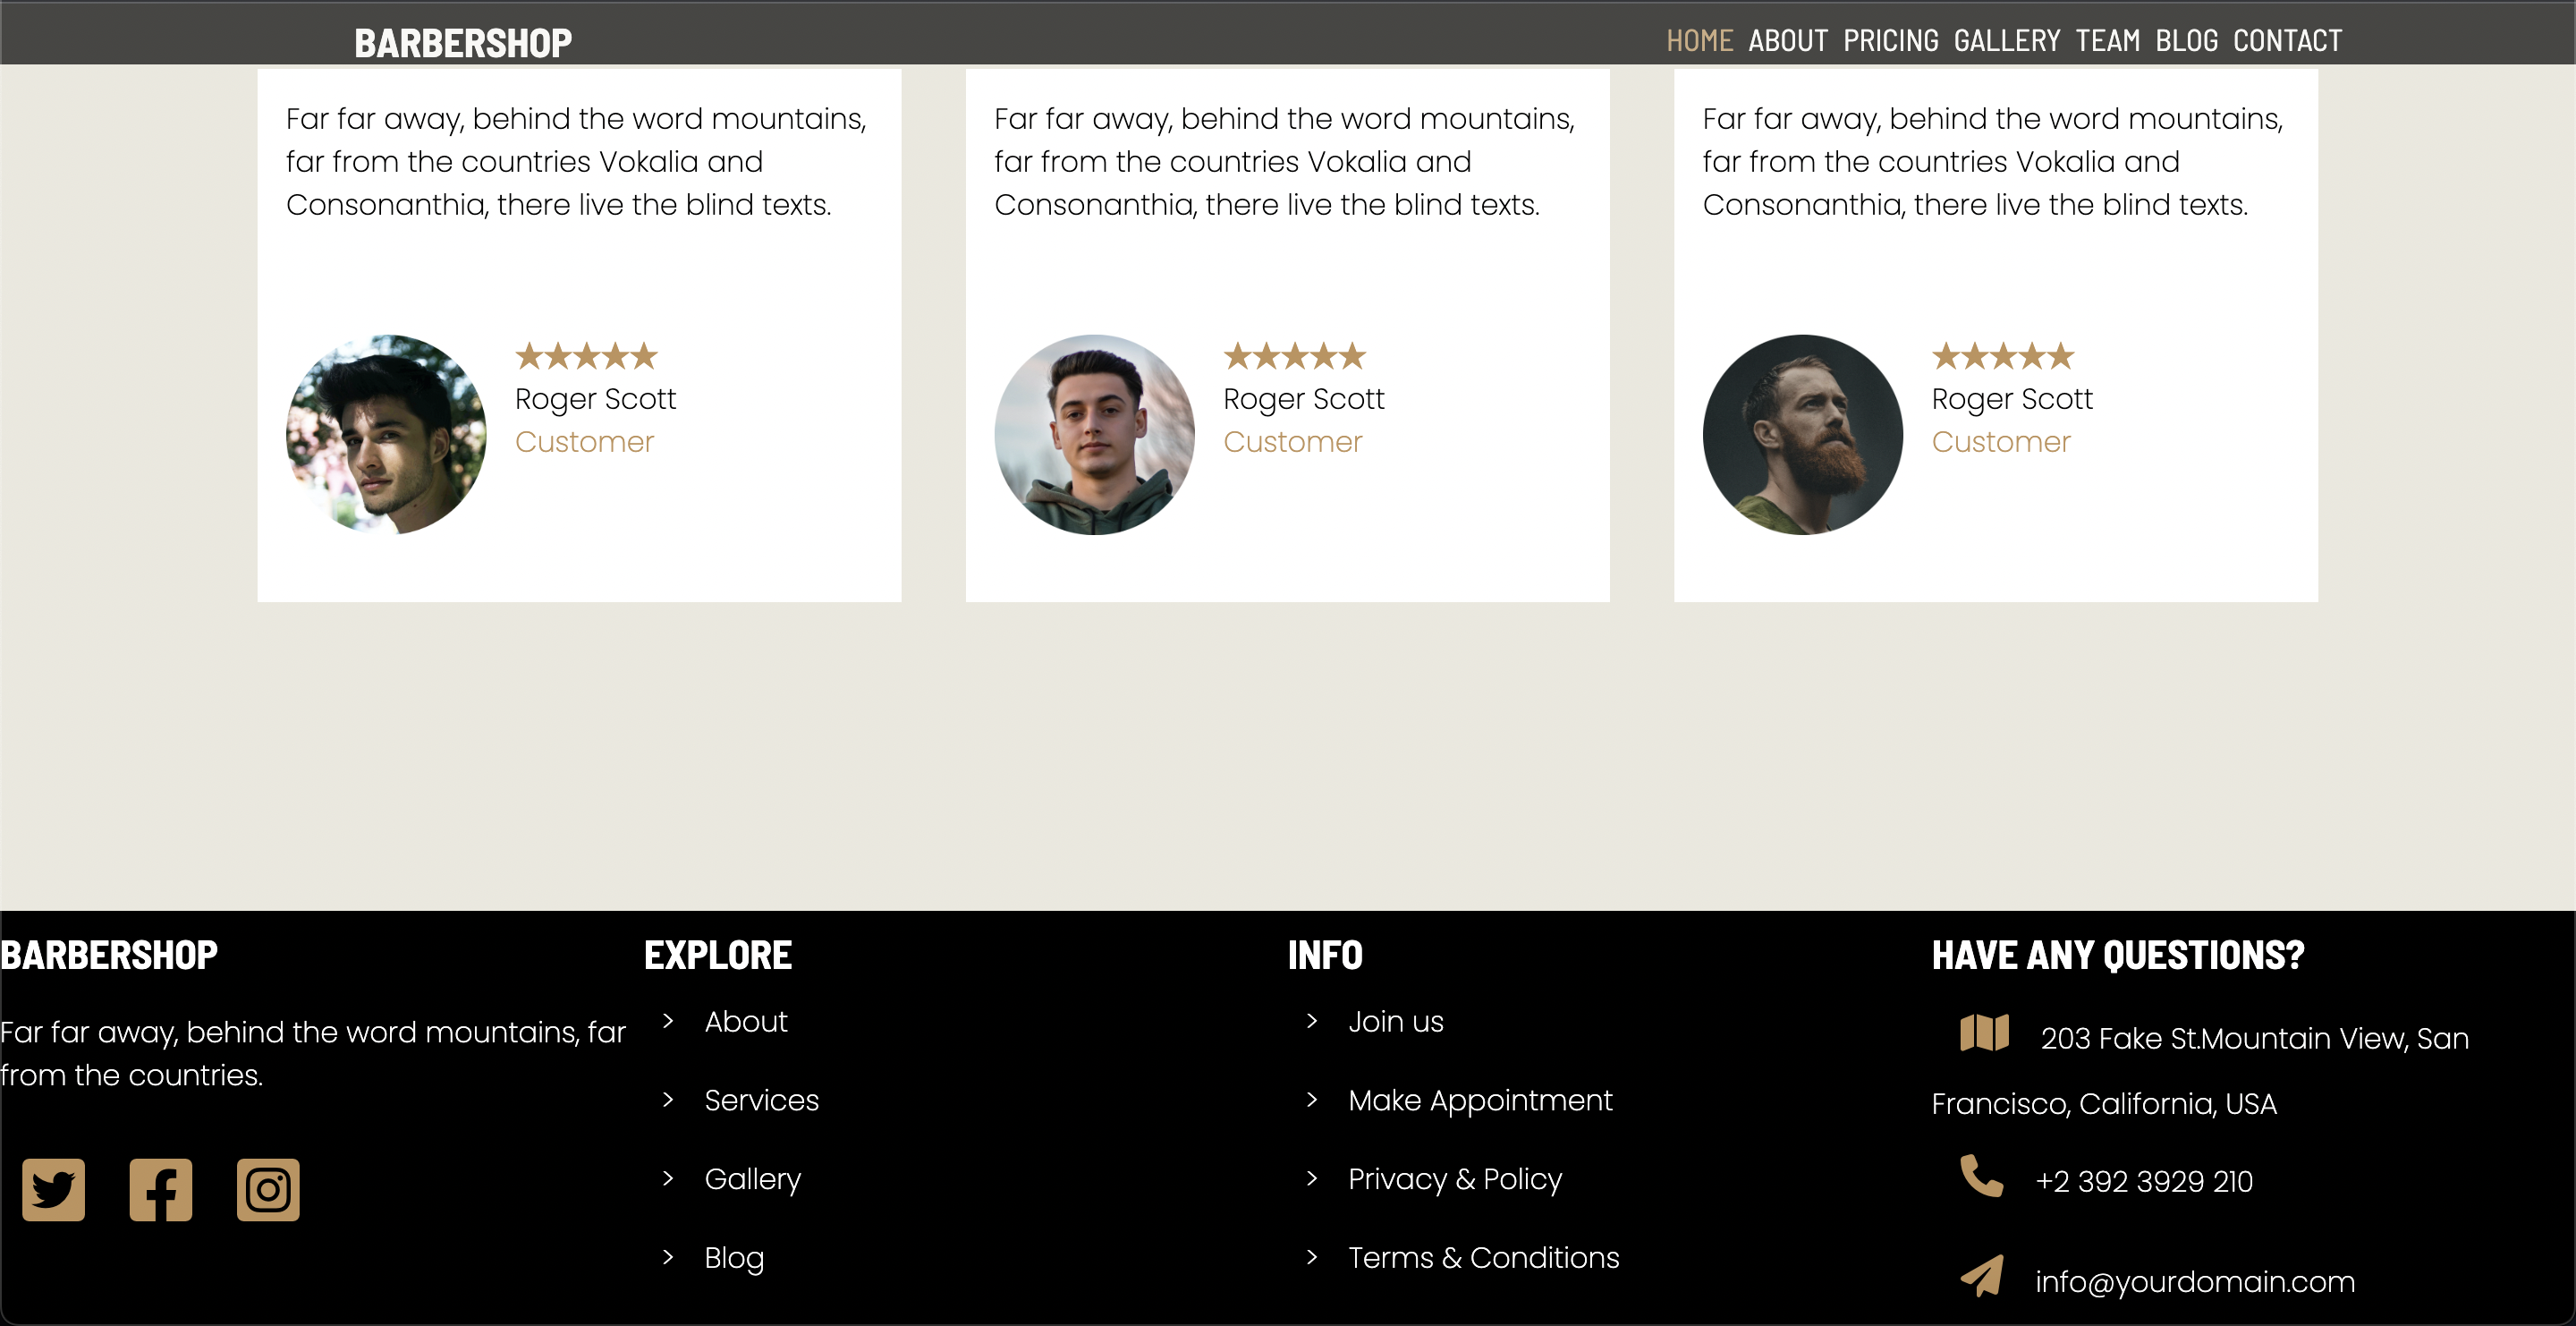 BARBERSHOP
HOME ABOUT PRICING GALLERY TEAM BLOG CONTACT
Far far away, behind the word mountains,
far from the countries Vokalia and
Consonanthia, there live the blind texts.
Roger Scott
Customer
Far far away, behind the word mountains,
far from the countries Vokalia and
Consonanthia, there live the blind texts.
Roger Scott
Customer
Far far away, behind the word mountains,
far from the countries Vokalia and
Consonanthia, there live the blind texts.
Roger Scott
Customer
BARBERSHOP
Far far away, behind the word mountains, far
from the countries.
EXPLORE
About
Services
Gallery
Blog
INFO
Join us
Make Appointment
Privacy & Policy
Terms & Conditions
HAVE ANY QUESTIONS?
203 Fake St.Mountain View, San
Francisco, California, USA
+2 392 3929 210
info@yourdomain.com